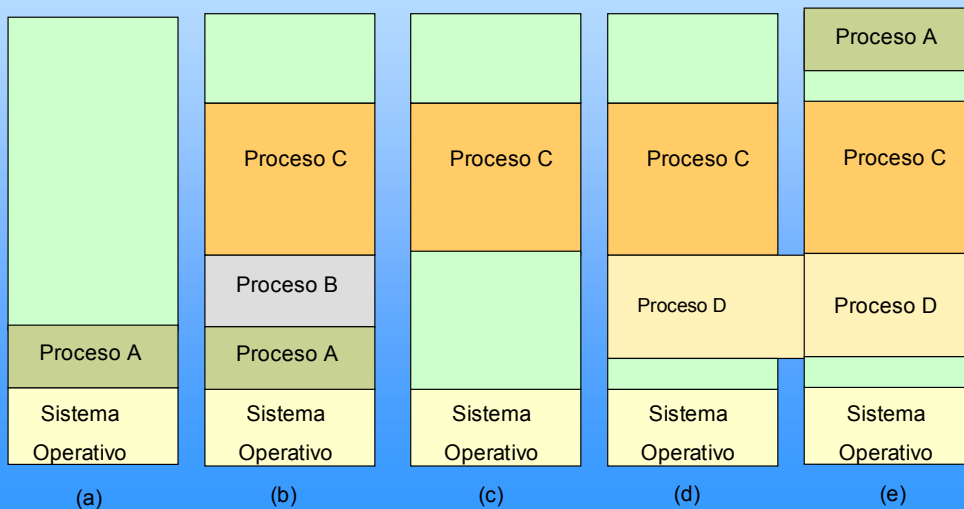 Proceso A
Sistema
Operativo
(a)
Proceso C
Proceso B
Proceso A
Sistema
Operativo
(b)
Proceso C
Sistema
Operativo
(c)
Proceso C
Proceso D
Sistema
Operativo
(d)
Proceso A
Proceso C
Proceso D
Sistema
Operativo
(e)